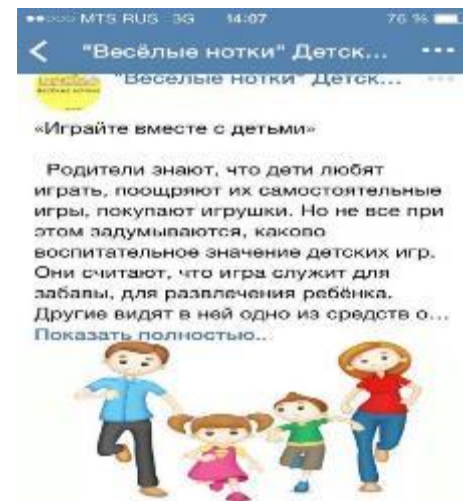 MTS RUS 3G 14:07 76 %
"Весёлые нотки" Детск...
"Весёлые нотки" Детск...
«Играйте вместе с детьми»
Родители знают, что дети любят
играть, поощряют их самостоятельные
игры, покупают игрушки. Но не все при
этом задумываются, каково
воспитательное значение детских игр.
Они считают, что игра служит для
забавы, для развлечения ребёнка.
Другие видят в ней одно из средств о...
Показать полностью..